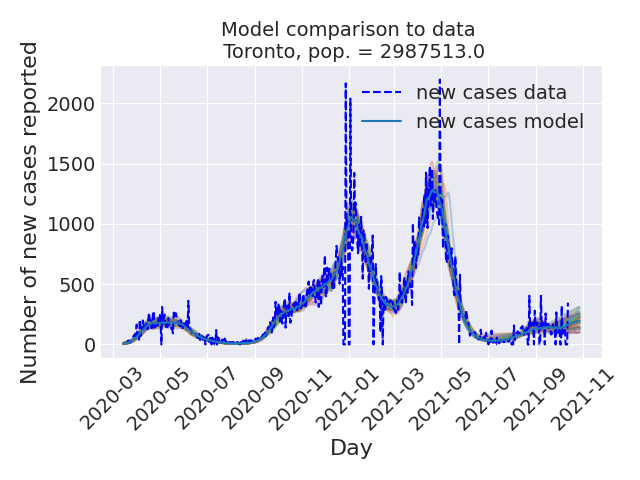 Model comparison to data
Toronto, pop. = 2987513.0
Number of new cases reported
2000
1500
1000
500
0
new cases data
new cases model
2020-03
2020-05
2020-07
2020-09
2020-11
2021-01
2021-03
2021-05
2021-07
2021-09
2021-11
Day